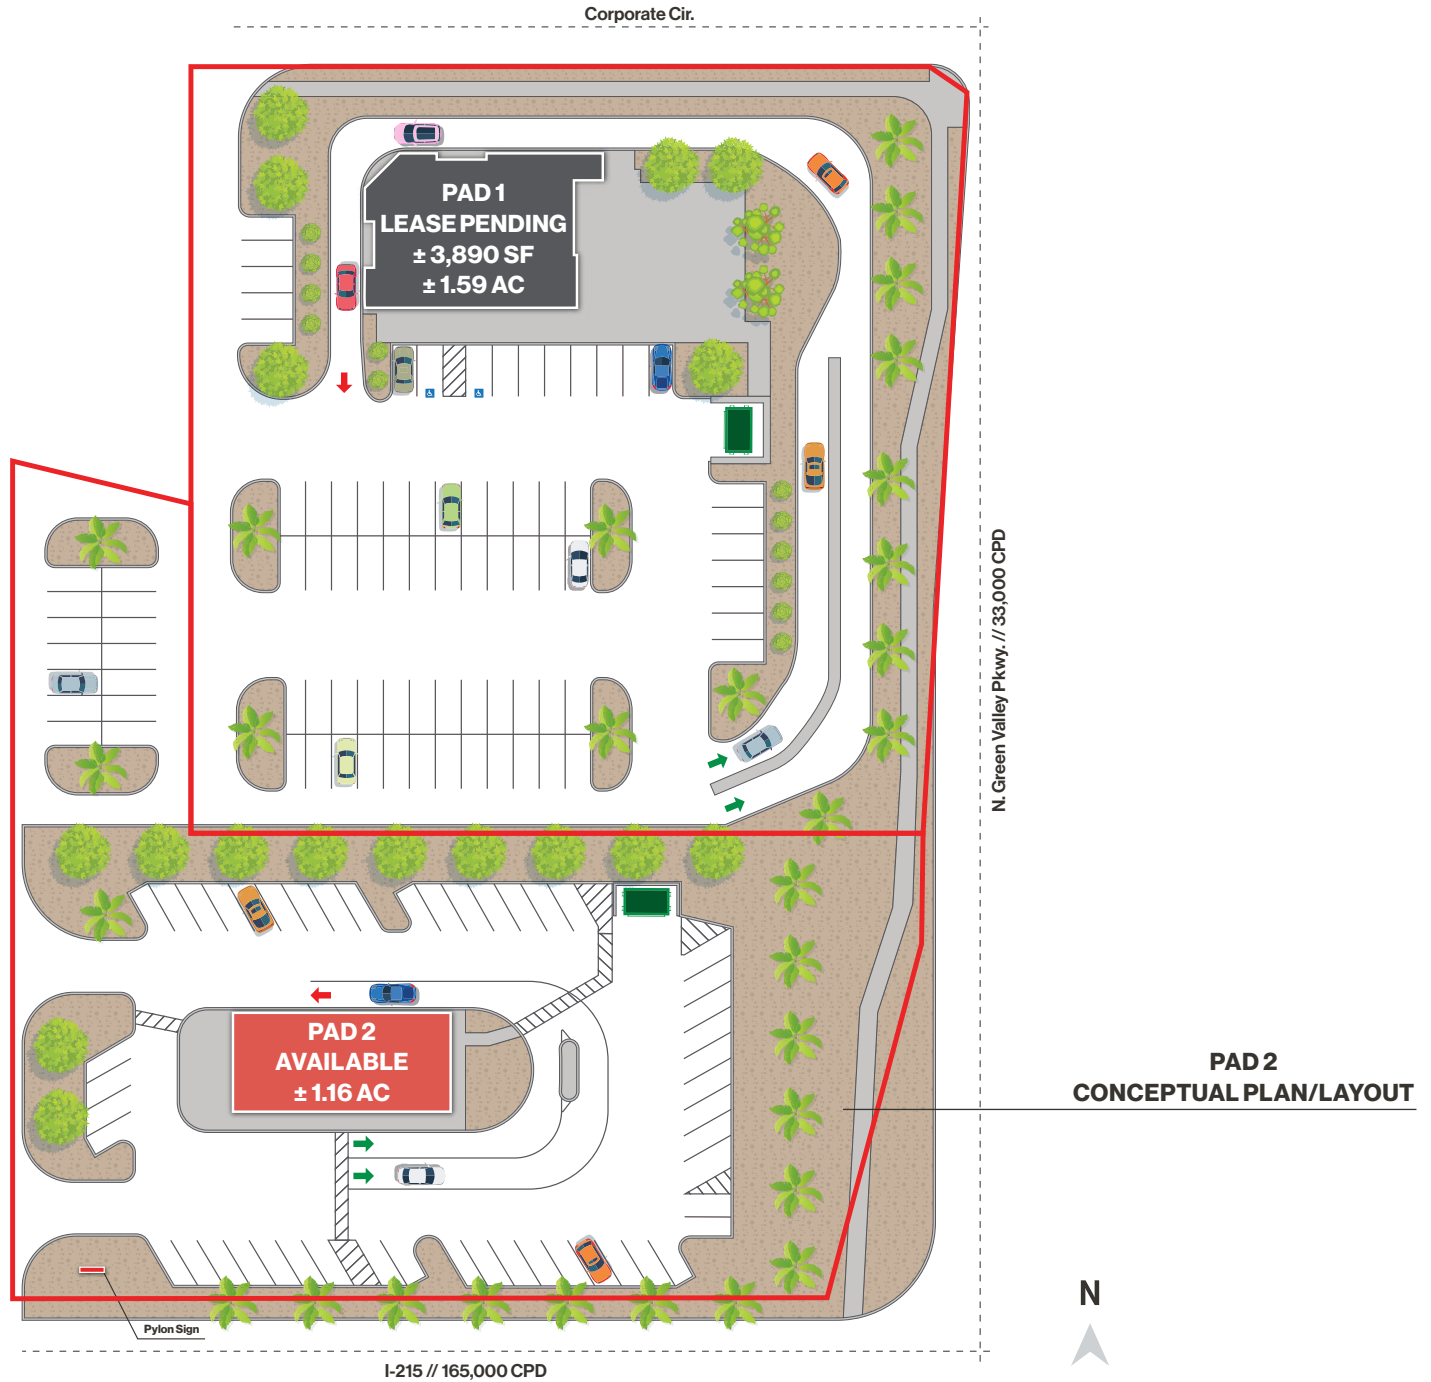 Corporate Cir.
PAD 1
LEASE PENDING
± 3,890 SF
± 1.59 AC
N. Green Valley Pkwy. // 33,000 CPD
PAD 2
AVAILABLE
± 1.16 AC
PAD 2
CONCEPTUAL PLAN/LAYOUT
N
Pylon Sign
I-215 // 165,000 CPD